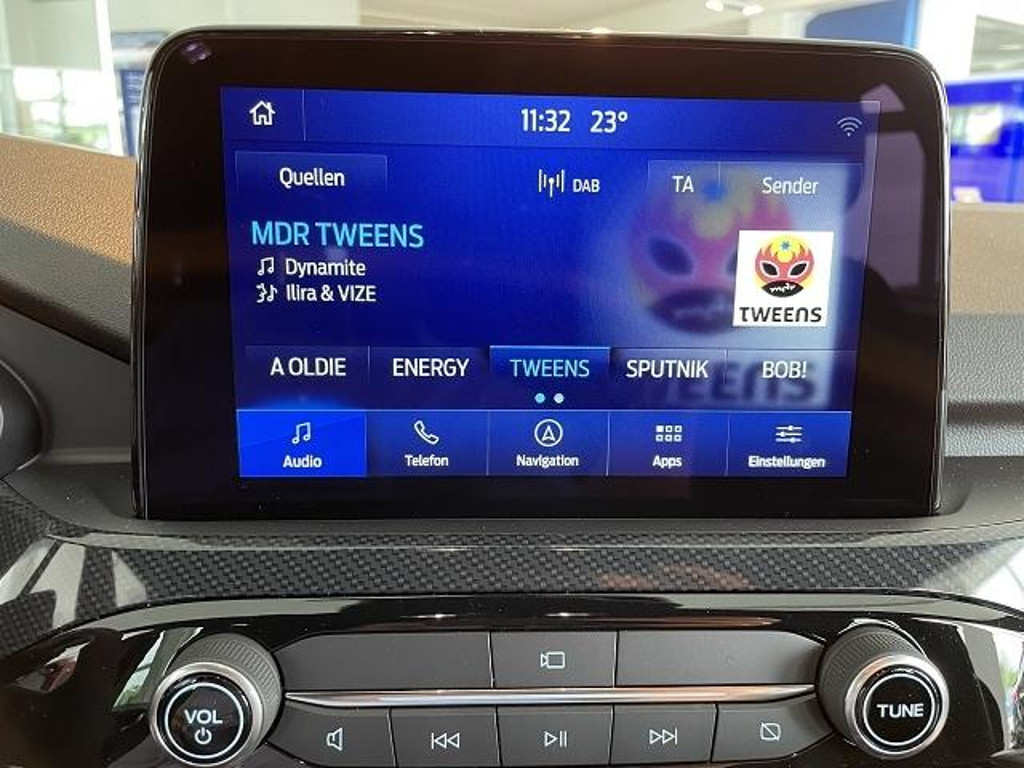 11:32 23°
Quellen DAB TA Sender
MDR TWEENS
Dynamite
Ilira & VIZE
mdr
TWEENS
A OLDIE ENERGY TWEENS SPUTNIK BOB!
Audio Telefon Navigation Apps Einstellungen
VOL TUNE